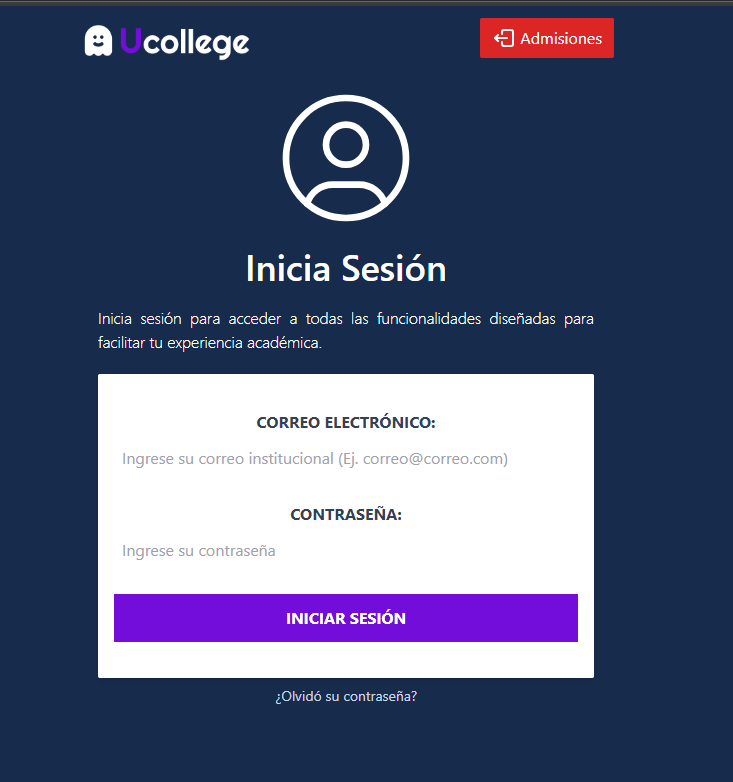 Ucollege
Admisiones
Inicia Sesión
Inicia sesión para acceder a todas las funcionalidades diseñadas para
facilitar tu experiencia académica.
CORREO ELECTRÓNICO:
Ingrese su correo institucional (Ej. correo@correo.com)
CONTRASEÑA:
Ingrese su contraseña
INICIAR SESIÓN
¿Olvidó su contraseña?